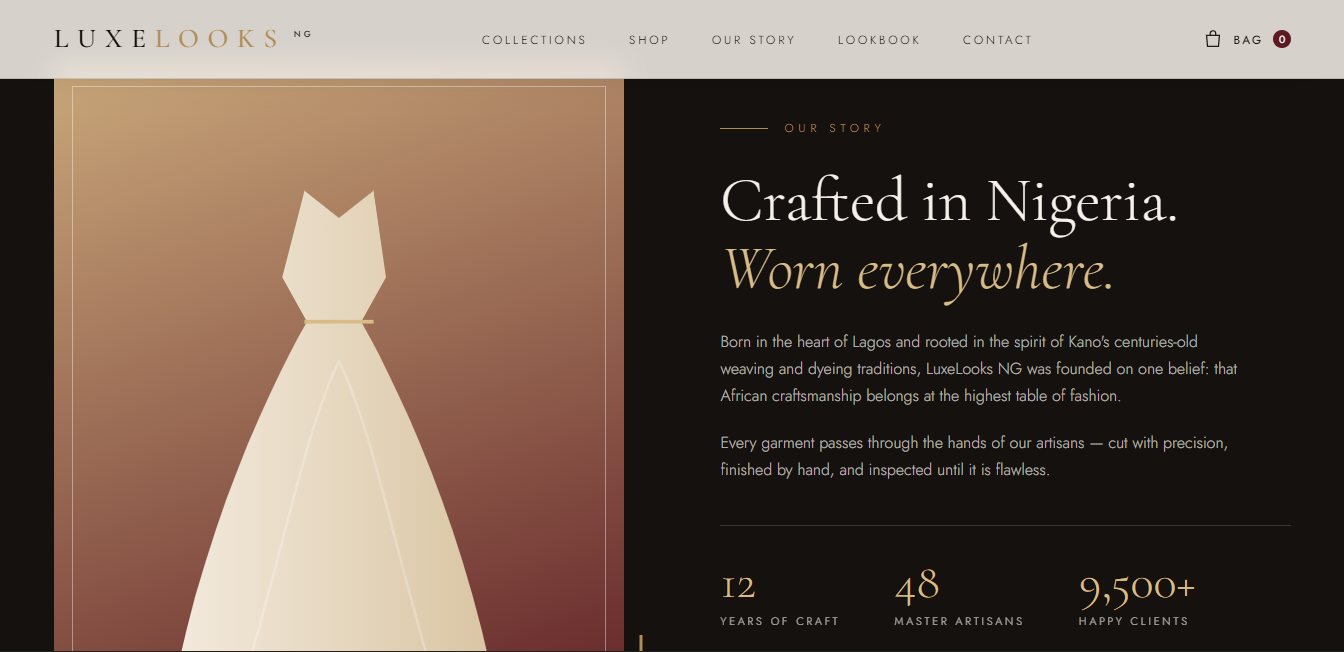 LUXELOOKS NG
COLLECTIONS SHOP OUR STORY LOOKBOOK CONTACT
BAG 0
OUR STORY
Crafted in Nigeria.
Worn everywhere.
Born in the heart of Lagos and rooted in the spirit of Kano's centuries-old
weaving and dyeing traditions, LuxeLooks NG was founded on one belief: that
African craftsmanship belongs at the highest table of fashion.
Every garment passes through the hands of our artisans — cut with precision,
finished by hand, and inspected until it is flawless.
12 48 9,500+
YEARS OF CRAFT MASTER ARTISANS HAPPY CLIENTS